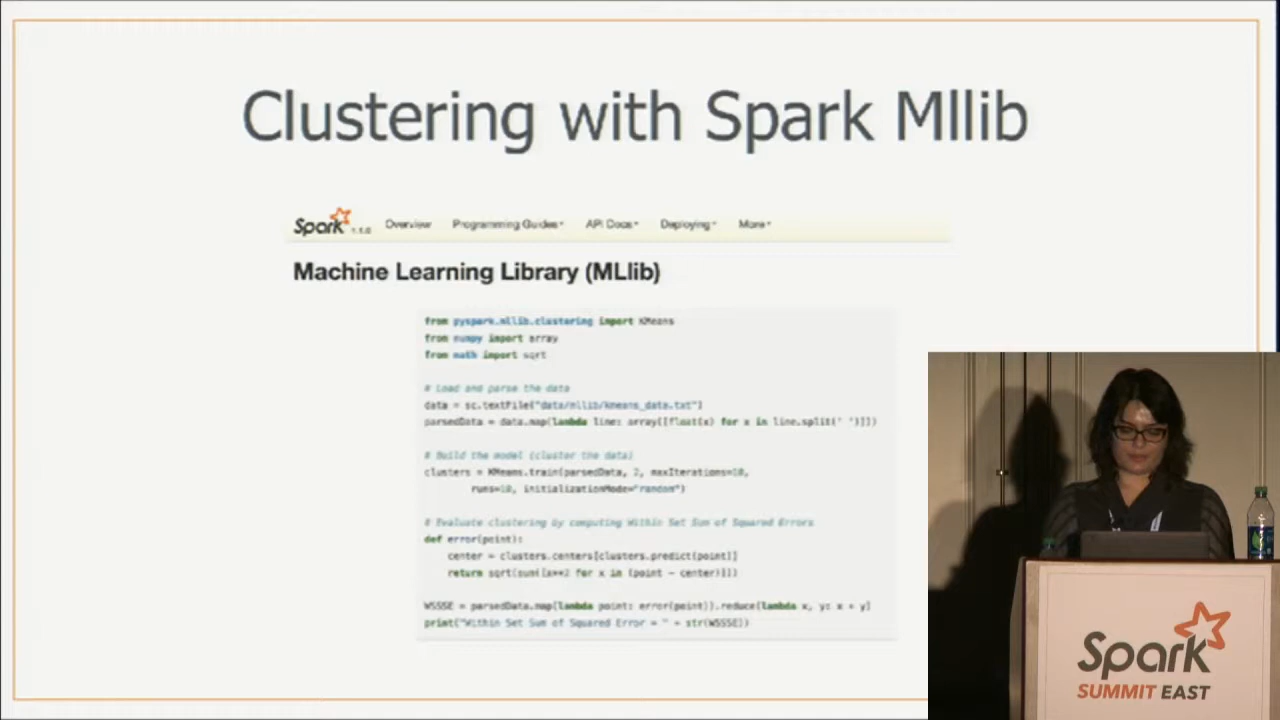 Clustering with Spark Mllib
Spark 1.1.0 Overview Programming Guides API Docs Deploying More
Machine Learning Library (MLlib)
from pyspark.mllib.clustering import KMeans
from numpy import array
from math import sqrt
# Load and parse the data
data = sc.textFile("data/mllib/kmeans_data.txt")
parsedData = data.map(lambda line: array([float(x) for x in line.split(' ')]))
# Build the model (cluster the data)
clusters = KMeans.train(parsedData, 2, maxIterations=10,
runs=10, initializationMode="random")
# Evaluate clustering by computing Within Set Sum of Squared Errors
def error(point):
center = clusters.centers[clusters.predict(point)]
return sqrt(sum([x**2 for x in (point - center)]))
WSSSE = parsedData.map(lambda point: error(point)).reduce(lambda x, y: x + y)
print("Within Set Sum of Squared Error = " + str(WSSSE))
Spark
SUMMIT EAST